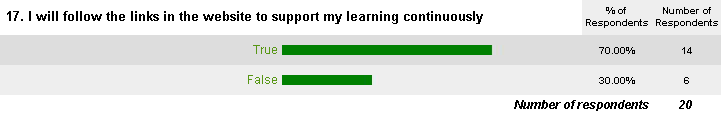 17. I will follow the links in the website to support my learning continuously
% of Respondents
Number of Respondents
True 70.00% 14
False 30.00% 6
Number of respondents 20